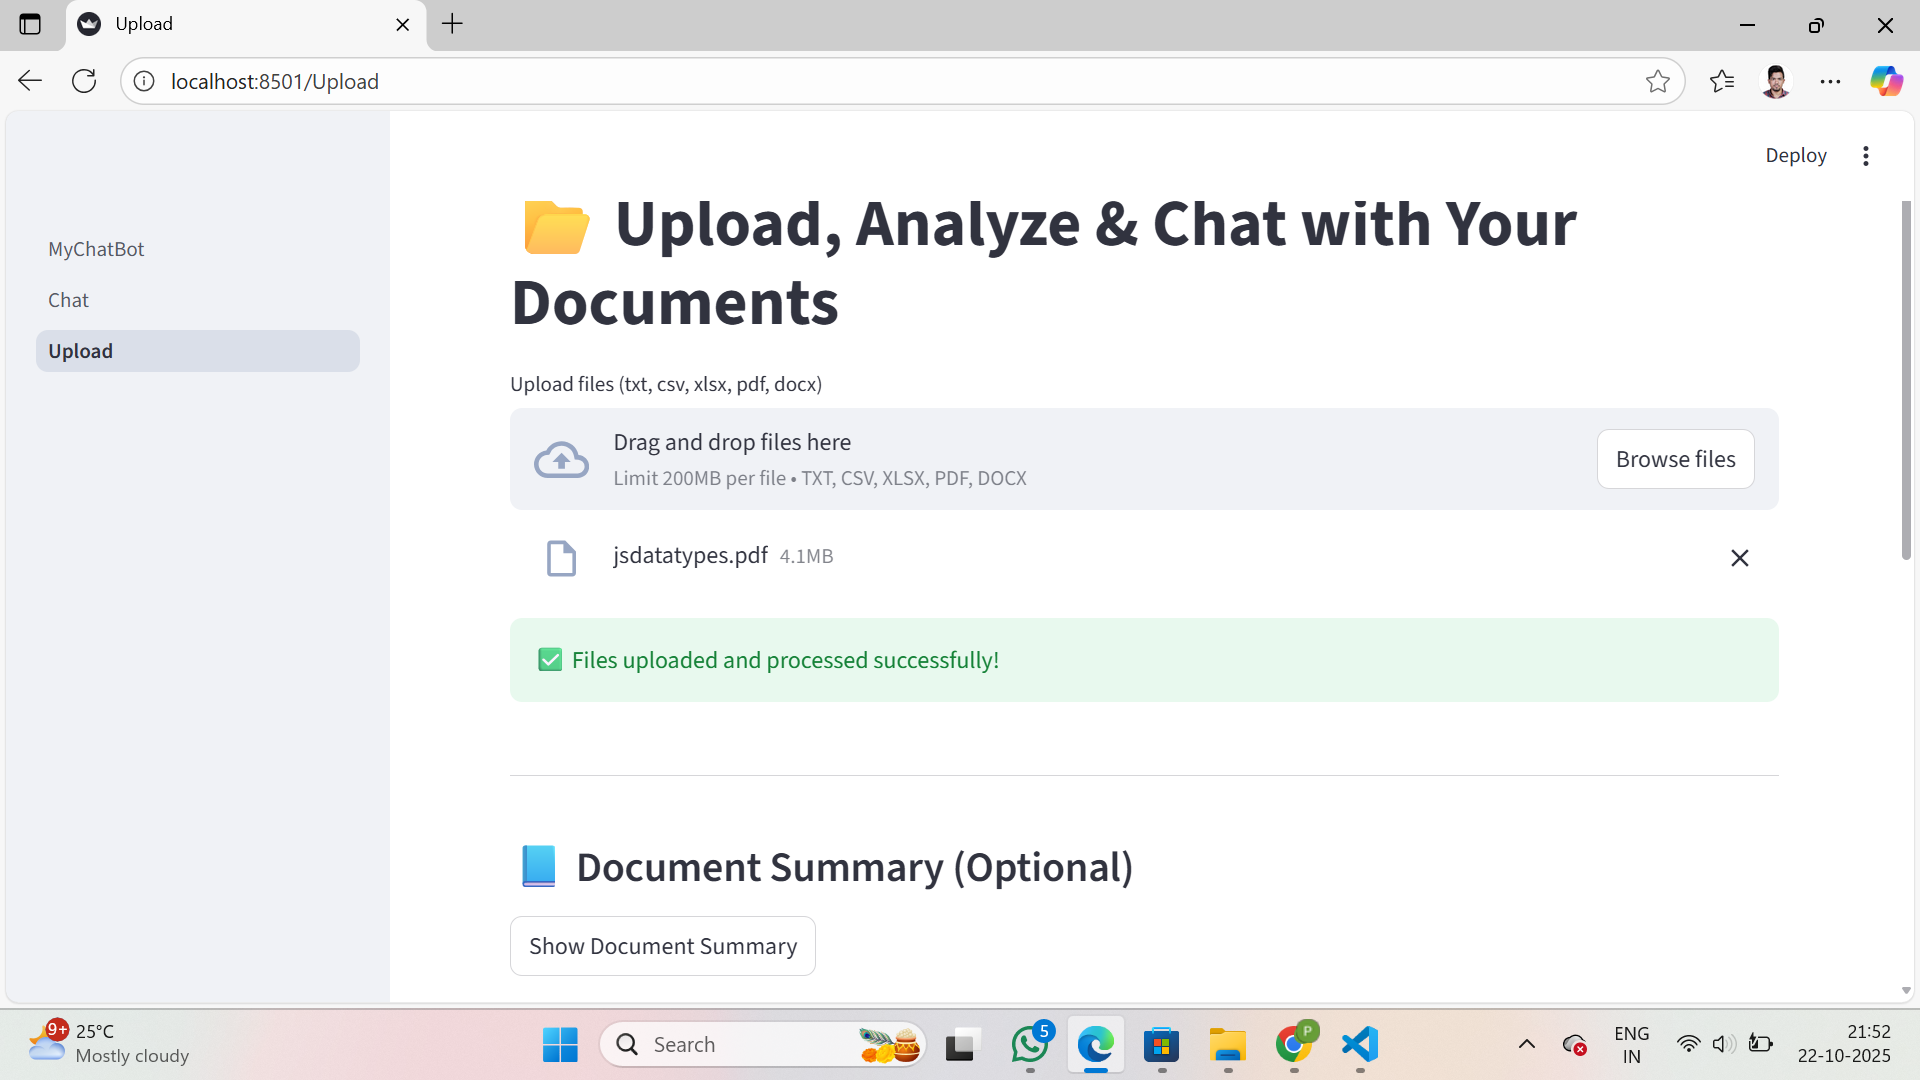 Upload
localhost:8501/Upload
Deploy
MyChatBot
Chat
Upload
Upload, Analyze & Chat with Your
Documents
Upload files (txt, csv, xlsx, pdf, docx)
Drag and drop files here
Limit 200MB per file • TXT, CSV, XLSX, PDF, DOCX
Browse files
jsdatatypes.pdf 4.1MB
Files uploaded and processed successfully!
Document Summary (Optional)
Show Document Summary
9+
25°C
Mostly cloudy
Search
5
P
ENG
IN
21:52
22-10-2025